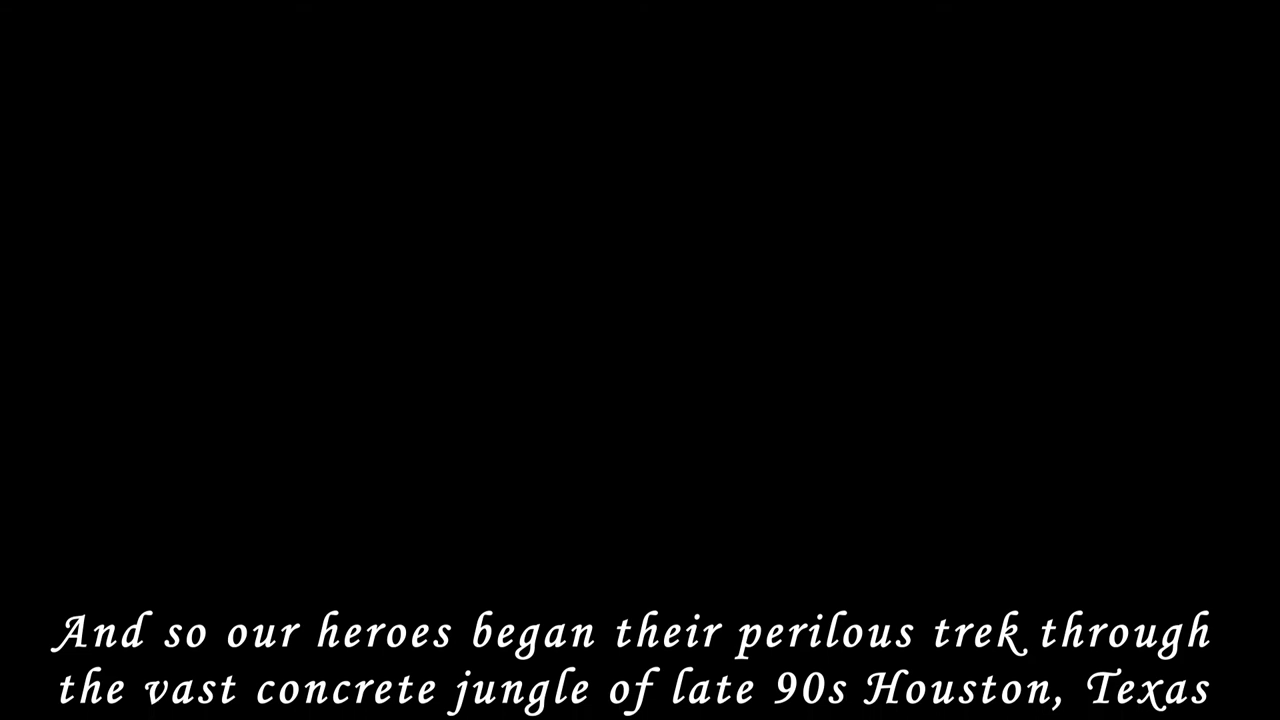 And so our heroes began their perilous trek through
the vast concrete jungle of late 90s Houston, Texas